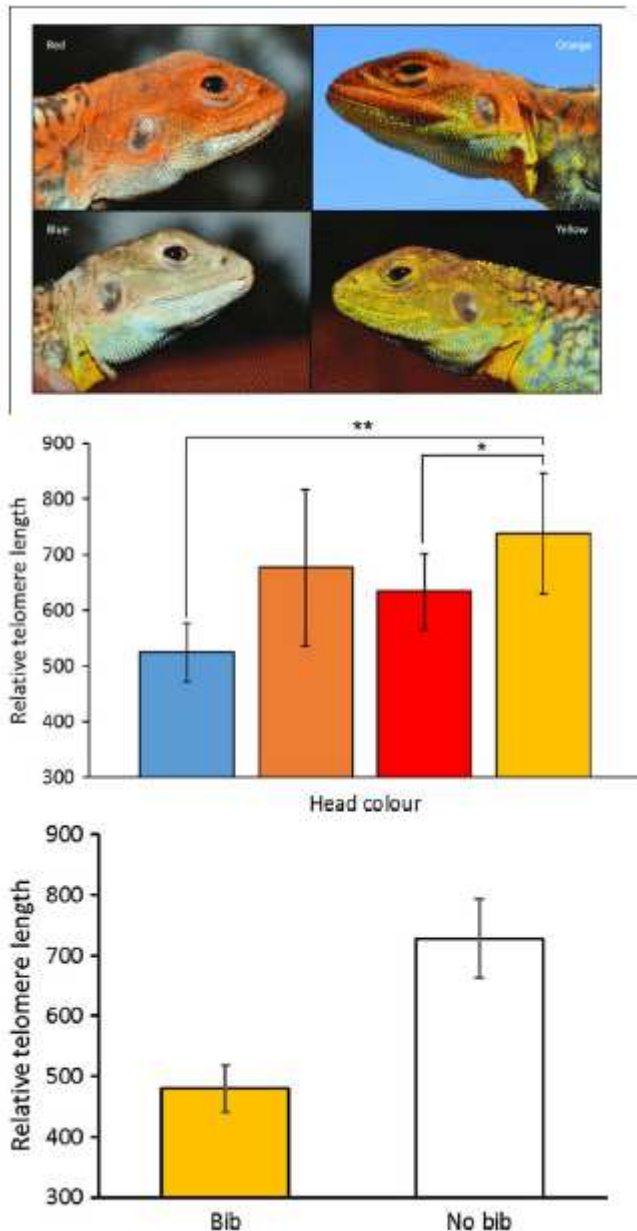 Red
Orange
Blue
Yellow
**
*
900
800
700
600
500
400
300
Relative telomere length
Head colour
900
800
700
600
500
400
300
Relative telomere length
Bib
No bib